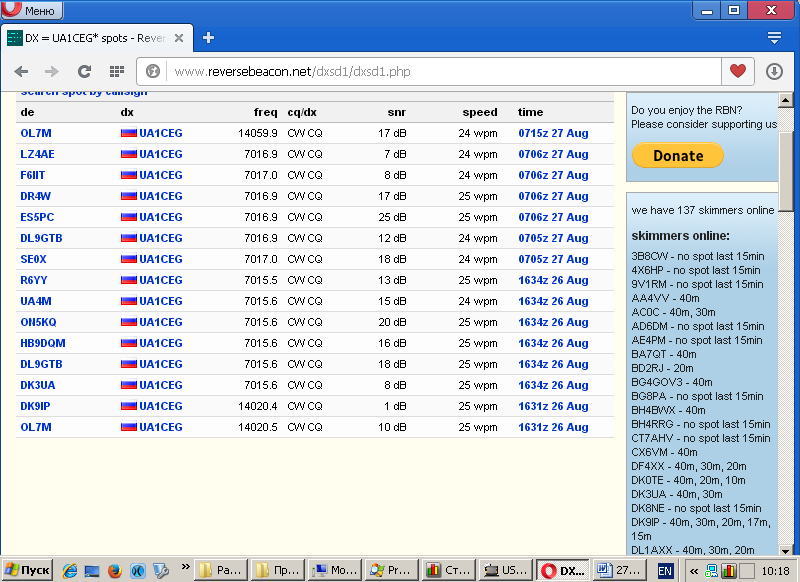 Меню
DX = UA1CEG* spots - Rever
www.reversebeacon.net/dxsd1/dxsd1.php
search spot by callsign
de dx freq cq/dx snr speed time
OL7M UA1CEG 14059.9 CW CQ 17 dB 24 wpm 0715z 27 Aug
LZ4AE UA1CEG 7016.9 CW CQ 7 dB 24 wpm 0706z 27 Aug
F6IIT UA1CEG 7017.0 CW CQ 8 dB 24 wpm 0706z 27 Aug
DR4W UA1CEG 7016.9 CW CQ 17 dB 25 wpm 0706z 27 Aug
ES5PC UA1CEG 7016.9 CW CQ 25 dB 25 wpm 0706z 27 Aug
DL9GTB UA1CEG 7016.9 CW CQ 12 dB 24 wpm 0705z 27 Aug
SE0X UA1CEG 7017.0 CW CQ 18 dB 24 wpm 0705z 27 Aug
R6YY UA1CEG 7015.5 CW CQ 13 dB 25 wpm 1634z 26 Aug
UA4M UA1CEG 7015.6 CW CQ 15 dB 24 wpm 1634z 26 Aug
ON5KQ UA1CEG 7015.6 CW CQ 20 dB 25 wpm 1634z 26 Aug
HB9DQM UA1CEG 7015.6 CW CQ 16 dB 25 wpm 1634z 26 Aug
DL9GTB UA1CEG 7015.6 CW CQ 18 dB 25 wpm 1634z 26 Aug
DK3UA UA1CEG 7015.6 CW CQ 8 dB 25 wpm 1634z 26 Aug
DK9IP UA1CEG 14020.4 CW CQ 1 dB 25 wpm 1631z 26 Aug
OL7M UA1CEG 14020.5 CW CQ 10 dB 25 wpm 1631z 26 Aug
Do you enjoy the RBN?
Please consider supporting us
Donate
we have 137 skimmers online
skimmers online:
3B8CW - no spot last 15min
4X6HP - no spot last 15min
9V1RM - no spot last 15min
AA4VV - 40m
AC0C - 40m, 30m
AD6DM - no spot last 15min
AE4PM - no spot last 15min
BA7QT - 40m
BD2RJ - 20m
BG4GOV3 - 40m
BG8PA - no spot last 15min
BH4BWX - 40m
BH4RRG - no spot last 15min
CT7AHV - no spot last 15min
CX6VM - 40m
DF4XX - 40m, 30m, 20m
DK0TE - 40m, 20m, 10m
DK3UA - 40m, 30m
DK8NE - no spot last 15min
DK9IP - 40m, 30m, 20m, 17m,
15m
DL1AXX - 30m, 40m, 20m
Пуск
»
Pa...
Пр...
Mo...
Pr...
Ст...
US...
DX...
27...
EN
«
10:18